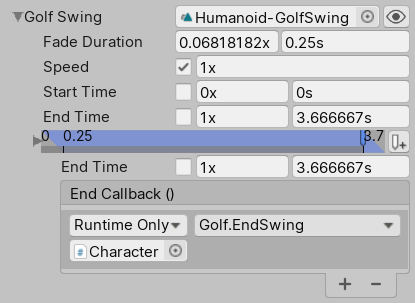 Golf Swing Humanoid-GolfSwing
Fade Duration 0.06818182x 0.25s
Speed 1x
Start Time 0x 0s
End Time 1x 3.666667s
0 0.25 3.7
End Time 1x 3.666667s
End Callback ()
Runtime Only Golf.EndSwing
# Character
+ −